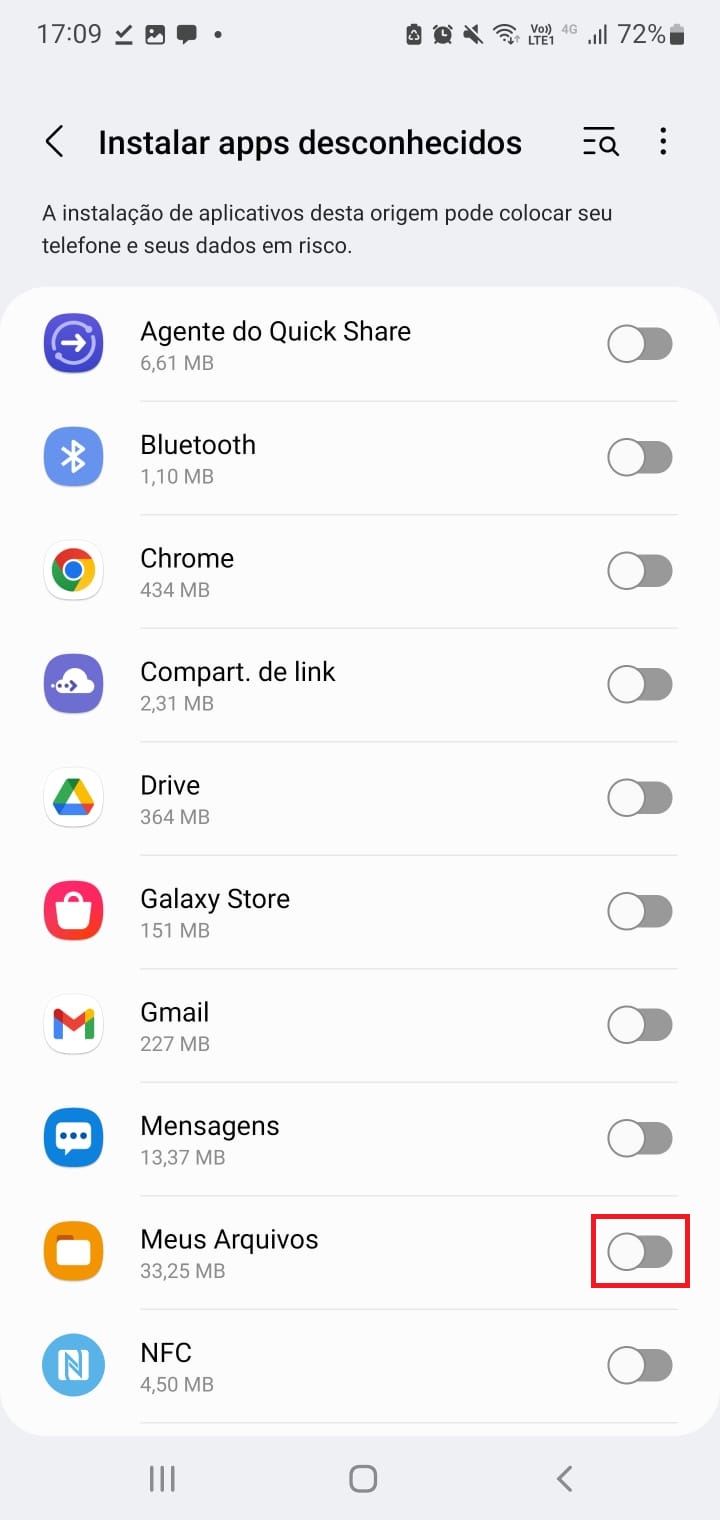 17:09
Vo)) 4G 72%
LTE1
Instalar apps desconhecidos
A instalação de aplicativos desta origem pode colocar seu
telefone e seus dados em risco.
Agente do Quick Share
6,61 MB
Bluetooth
1,10 MB
Chrome
434 MB
Compart. de link
2,31 MB
Drive
364 MB
Galaxy Store
151 MB
Gmail
227 MB
Mensagens
13,37 MB
Meus Arquivos
33,25 MB
NFC
4,50 MB